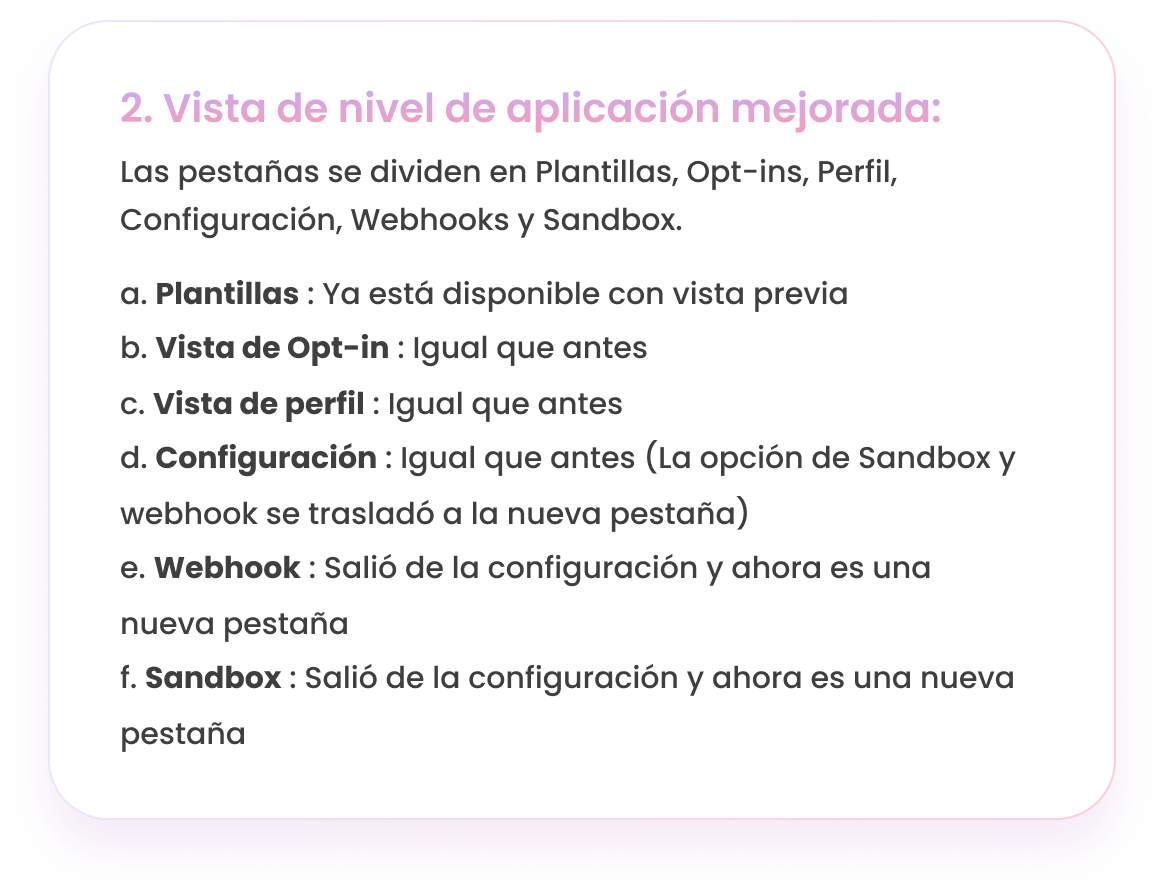 2. Vista de nivel de aplicación mejorada:
Las pestañas se dividen en Plantillas, Opt-ins, Perfil,
Configuración, Webhooks y Sandbox.
a. Plantillas : Ya está disponible con vista previa
b. Vista de Opt-in : Igual que antes
c. Vista de perfil : Igual que antes
d. Configuración : Igual que antes (La opción de Sandbox y
webhook se trasladó a la nueva pestaña)
e. Webhook : Salió de la configuración y ahora es una
nueva pestaña
f. Sandbox : Salió de la configuración y ahora es una nueva
pestaña